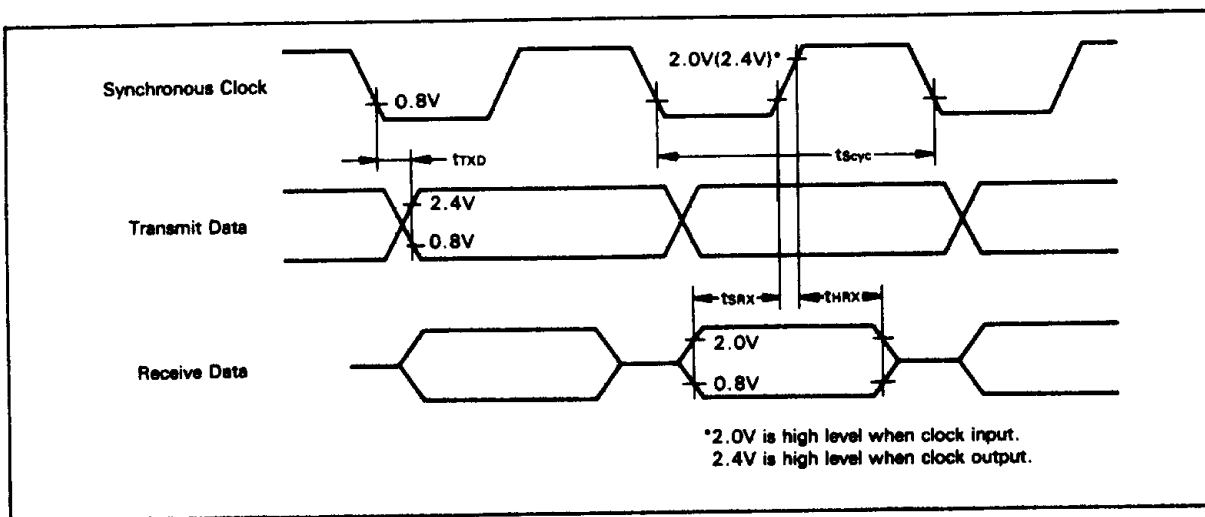 2.0V(2.4V)*
Synchronous Clock
0.8V
tTXD
tScyc
2.4V
Transmit Data
0.8V
tSRX
tHRX
2.0V
Receive Data
0.8V
*2.0V is high level when clock input.
2.4V is high level when clock output.